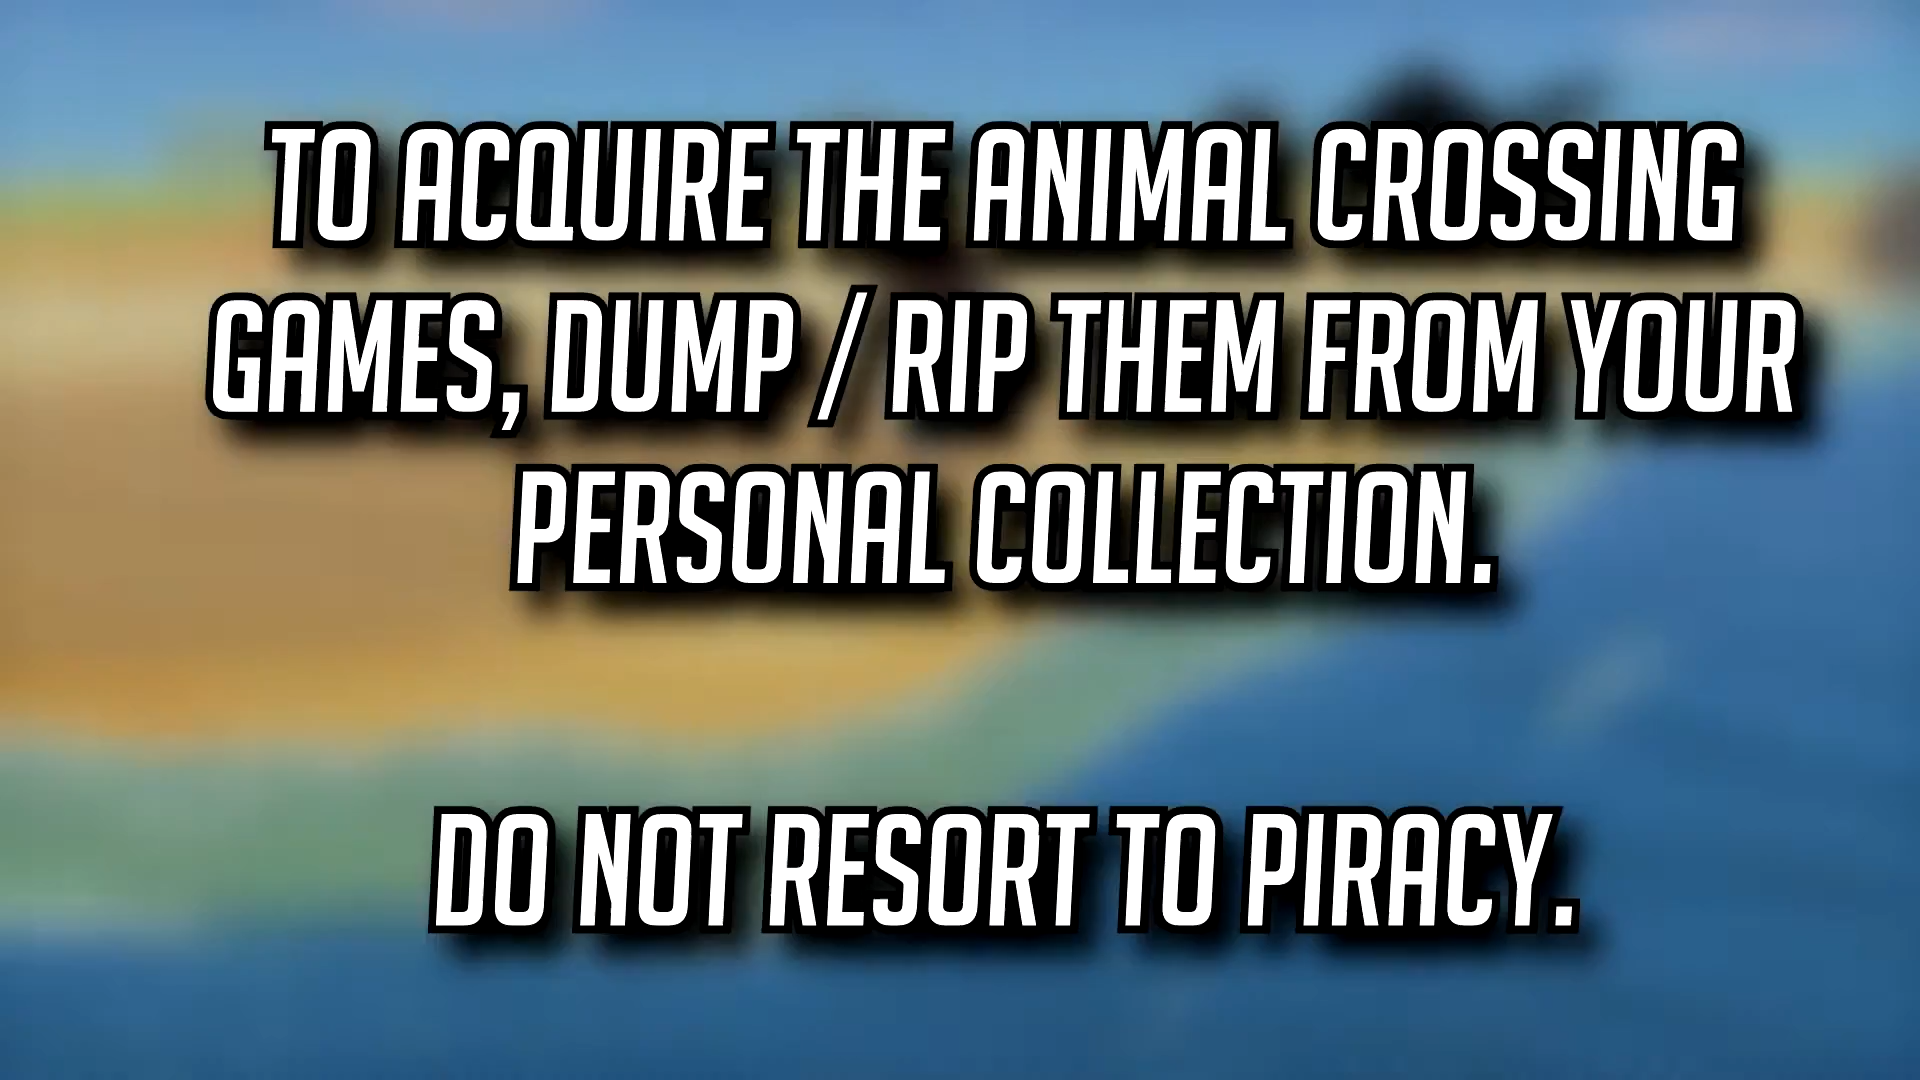 TO ACQUIRE THE ANIMAL CROSSING
GAMES, DUMP / RIP THEM FROM YOUR
PERSONAL COLLECTION.
DO NOT RESORT TO PIRACY.